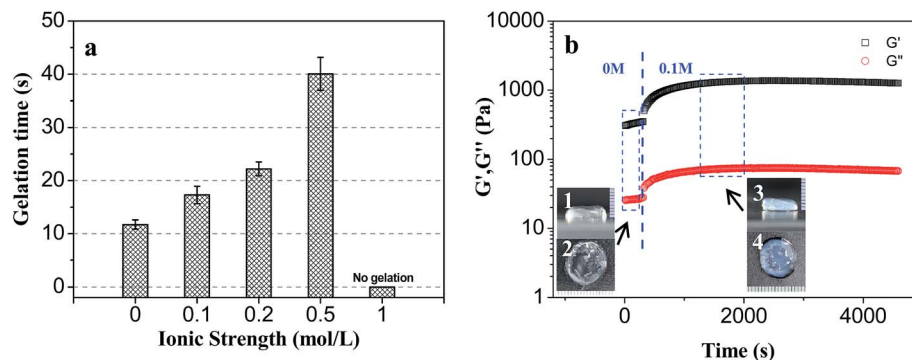 a
Gelation time (s)
60
50
40
30
20
10
0
No gelation
0 0.1 0.2 0.5 1
Ionic Strength (mol/L)
b
G',G'' (Pa)
10000
1000
100
10
1
0M 0.1M
G'
G''
1
2
3
4
0 2000 4000
Time (s)